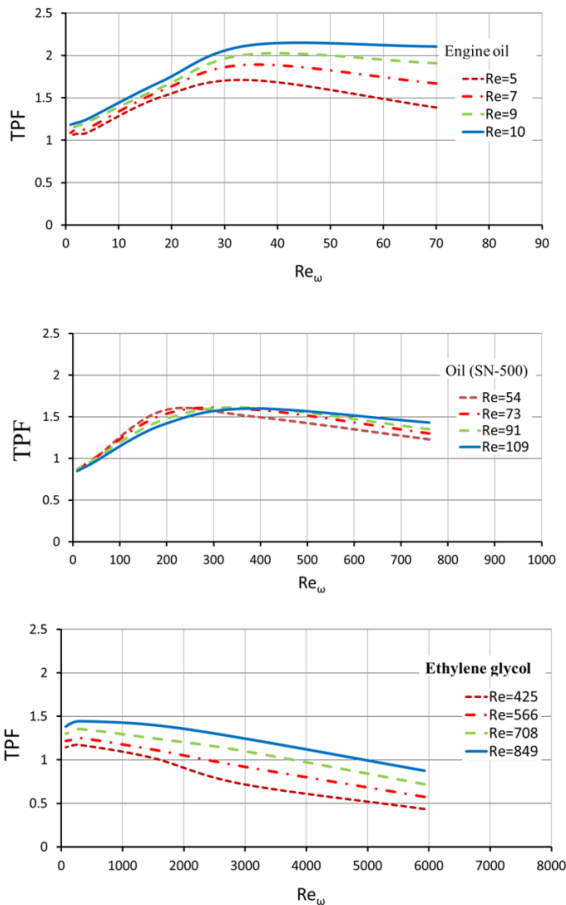 2.5
2
1.5
1
0.5
0
TPF
Engine oil
Re=5
Re=7
Re=9
Re=10
0 10 20 30 40 50 60 70 80 90
Reω
2.5
2
1.5
1
0.5
0
TPF
Oil (SN-500)
Re=54
Re=73
Re=91
Re=109
0 100 200 300 400 500 600 700 800 900 1000
Reω
2.5
2
1.5
1
0.5
0
TPF
Ethylene glycol
Re=425
Re=566
Re=708
Re=849
0 1000 2000 3000 4000 5000 6000 7000 8000
Reω